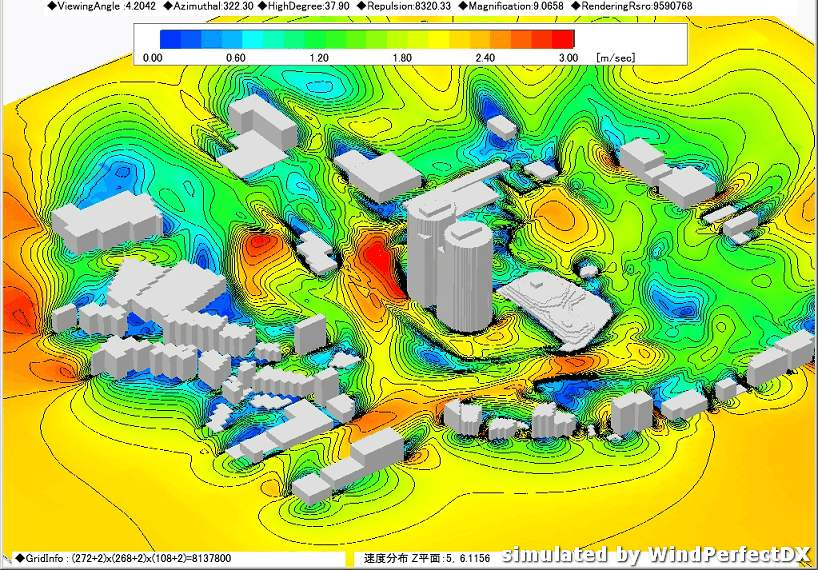 ◆ViewingAngle :4.2042 ◆Azimuthal:322.30 ◆HighDegree:37.90 ◆Repulsion:8320.33 ◆Magnification:9.0658 ◆RenderingRsrc:9590768
0.00 0.60 1.20 1.80 2.40 3.00 [m/sec]
◆GridInfo : (272+2)x(268+2)x(108+2)=8137800
速度分布 Z平面:5, 6.1156
simulated by WindPerfectDX